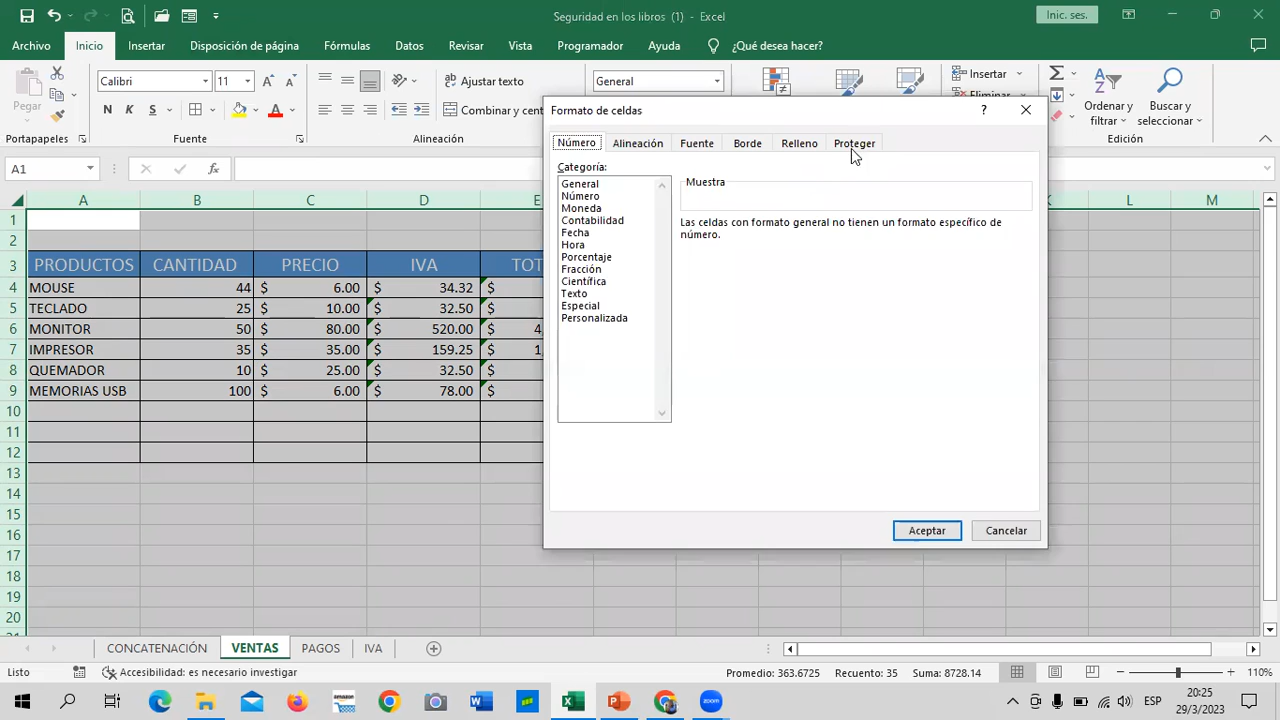 Seguridad en los libros (1) - Excel
Inic. ses.
Archivo Inicio Insertar Disposición de página Fórmulas Datos Revisar Vista Programador Ayuda ¿Qué desea hacer?
Pegar
Calibri 11
N K S
A
Ajustar texto
General
Insertar
Combinar y cent
Eliminar
Ordenar y filtrar
Buscar y seleccionar
Portapapeles Fuente Alineación Edición
A1 fx
Formato de celdas
Número Alineación Fuente Borde Relleno Proteger
Categoría:
General
Número
Moneda
Contabilidad
Fecha
Hora
Porcentaje
Fracción
Científica
Texto
Especial
Personalizada
Muestra
Las celdas con formato general no tienen un formato específico de
número.
Aceptar Cancelar
A B C D E K L M
1
2
3 PRODUCTOS CANTIDAD PRECIO IVA TOT
4 MOUSE 44 $ 6.00 $ 34.32 $
5 TECLADO 25 $ 10.00 $ 32.50 $
6 MONITOR 50 $ 80.00 $ 520.00 $ 4,
7 IMPRESOR 35 $ 35.00 $ 159.25 $ 1,
8 QUEMADOR 10 $ 25.00 $ 32.50 $
9 MEMORIAS USB 100 $ 6.00 $ 78.00 $
10
11
12
13
14
15
16
17
18
19
20
CONCATENACIÓN VENTAS PAGOS IVA
Listo Accesibilidad: es necesario investigar Promedio: 363.6725 Recuento: 35 Suma: 8728.14 110%
ESP 20:25
29/3/2023